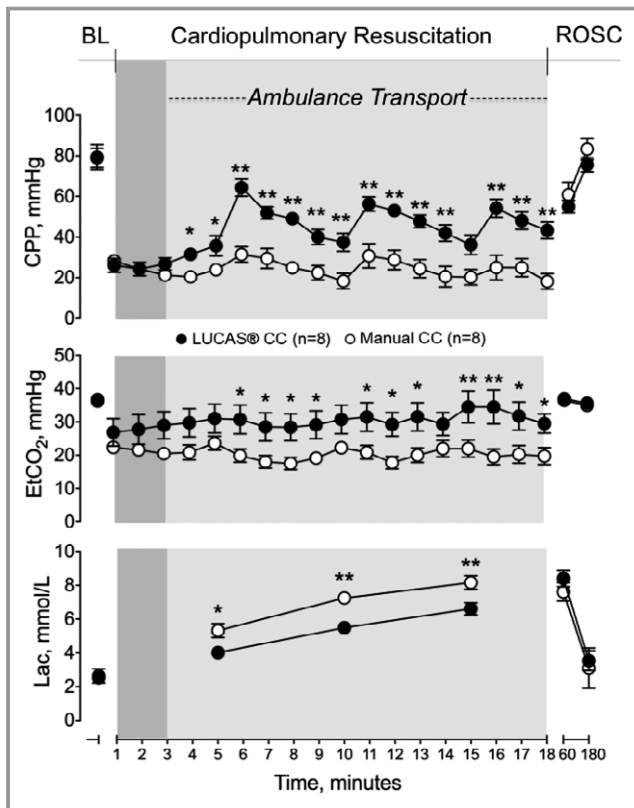 BL Cardiopulmonary Resuscitation ROSC
Ambulance Transport
CPP, mmHg
100
80
60
40
20
0
* * ** ** ** ** ** ** ** ** ** ** ** **
LUCAS® CC (n=8) Manual CC (n=8)
EtCO2, mmHg
50
40
30
20
10
0
* * * * * * * ** ** * *
Lac, mmol/L
10
8
6
4
2
0
* ** **
1 2 3 4 5 6 7 8 9 10 11 12 13 14 15 16 17 18 60 180
Time, minutes